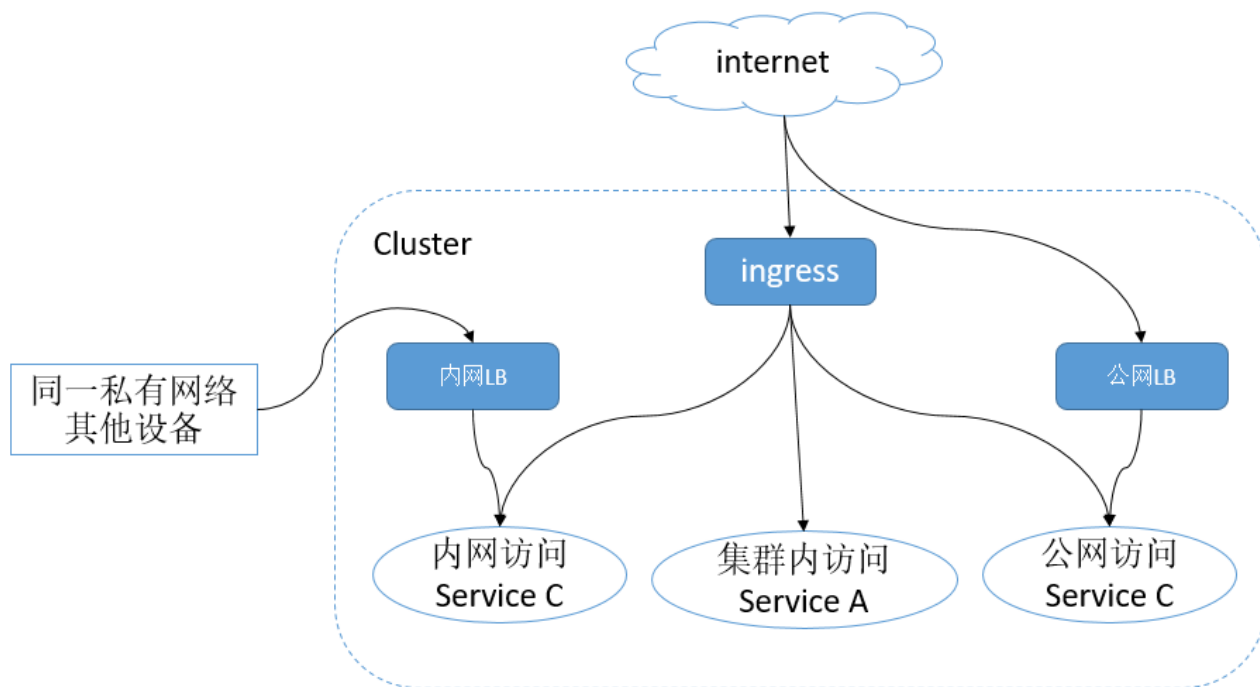 internet
Cluster
ingress
内网LB
公网LB
同一私有网络
其他设备
内网访问
Service C
集群内访问
Service A
公网访问
Service C